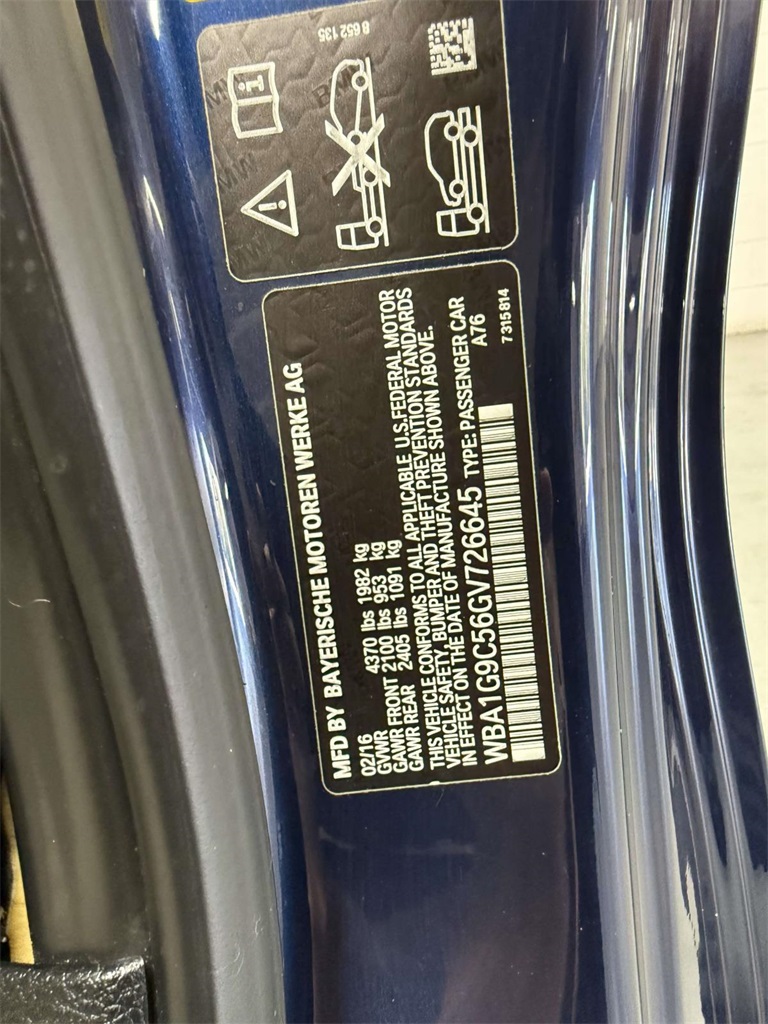 MFD BY BAYERISCHE MOTOREN WERKE AG
02/16
GVWR 4370 lbs 1982 kg
GAWR FRONT 2100 lbs 953 kg
GAWR REAR 2405 lbs 1091 kg
THIS VEHICLE CONFORMS TO ALL APPLICABLE U.S. FEDERAL MOTOR
VEHICLE SAFETY, BUMPER AND THEFT PREVENTION STANDARDS
IN EFFECT ON THE DATE OF MANUFACTURE SHOWN ABOVE.
WBA1G9C56GV726645 TYPE: PASSENGER CAR
A76
7315814
8 652 135